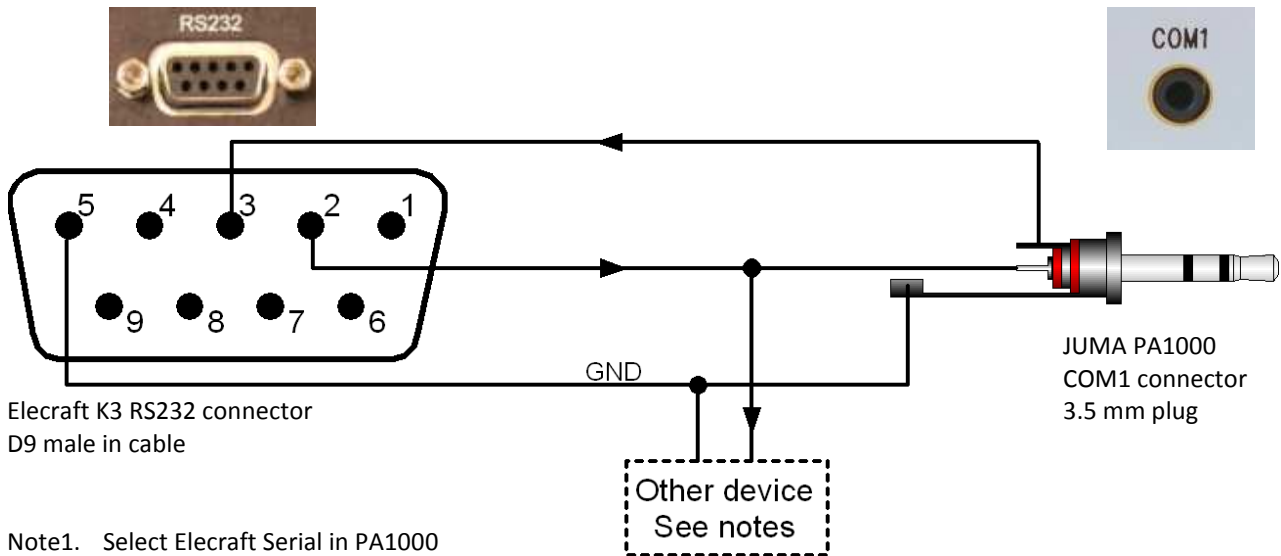 RS232
COM1
5 4 3 2 1
9 8 7 6
GND
JUMA PA1000
COM1 connector
3.5 mm plug
Elecraft K3 RS232 connector
D9 male in cable
Other device
See notes
Note1. Select Elecraft Serial in PA1000